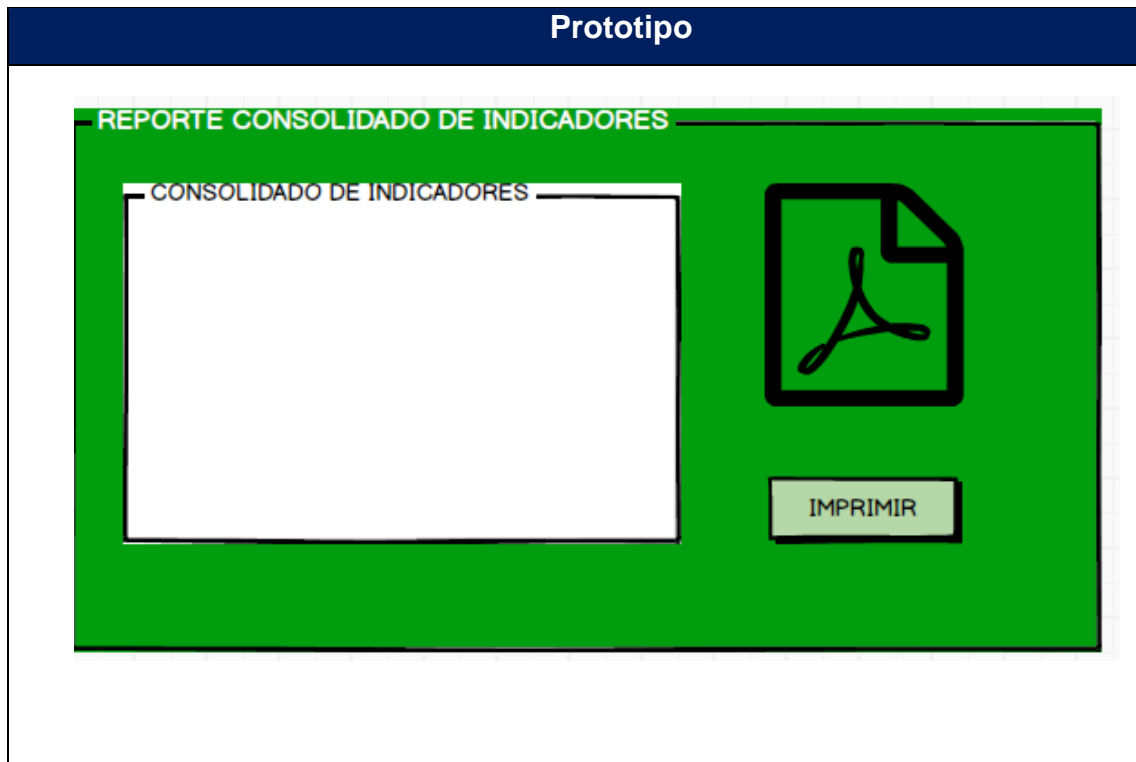 Prototipo
REPORTE CONSOLIDADO DE INDICADORES
CONSOLIDADO DE INDICADORES
IMPRIMIR